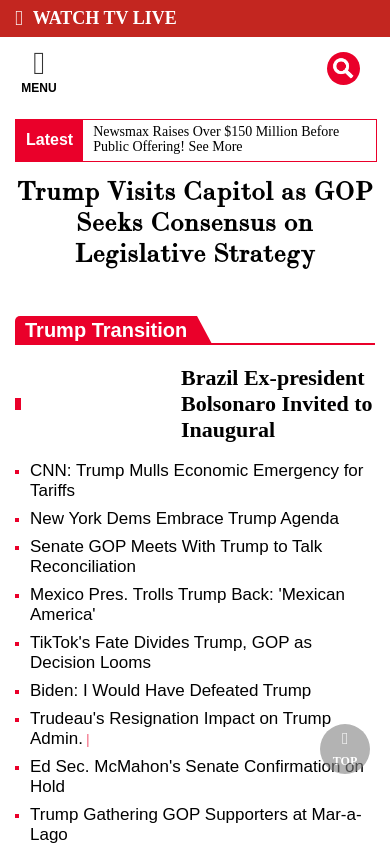 WATCH TV LIVE
MENU
Latest
Newsmax Raises Over $150 Million Before
Public Offering! See More
Trump Visits Capitol as GOP
Seeks Consensus on
Legislative Strategy
Trump Transition
Brazil Ex-president
Bolsonaro Invited to
Inaugural
CNN: Trump Mulls Economic Emergency for
Tariffs
New York Dems Embrace Trump Agenda
Senate GOP Meets With Trump to Talk
Reconciliation
Mexico Pres. Trolls Trump Back: 'Mexican
America'
TikTok's Fate Divides Trump, GOP as
Decision Looms
Biden: I Would Have Defeated Trump
Trudeau's Resignation Impact on Trump
Admin. |
TOP
Ed Sec. McMahon's Senate Confirmation on
Hold
Trump Gathering GOP Supporters at Mar-a-
Lago